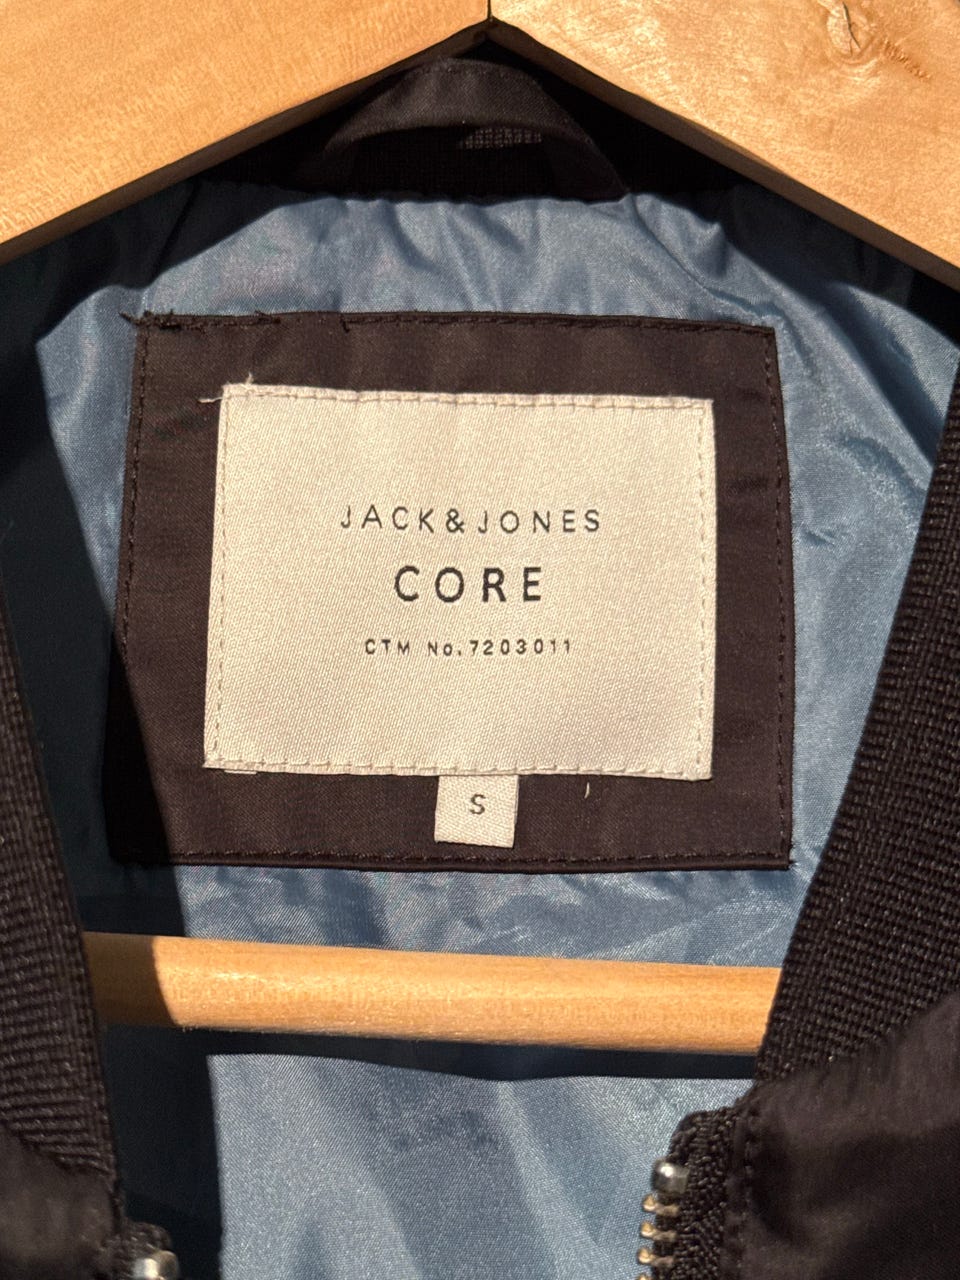 JACK&JONES
CORE
CTM No.7203011
S